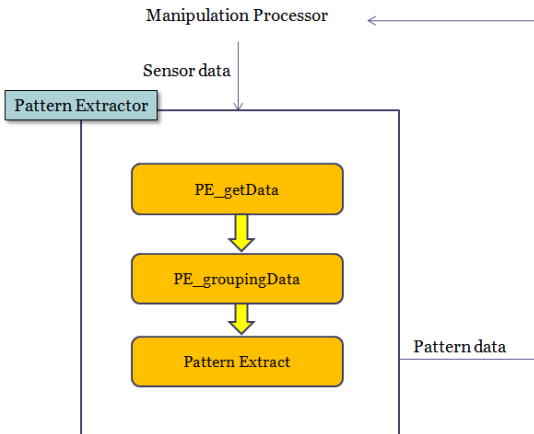 Manipulation Processor
Sensor data
Pattern Extractor
PE_getData
PE_groupingData
Pattern Extract
Pattern data